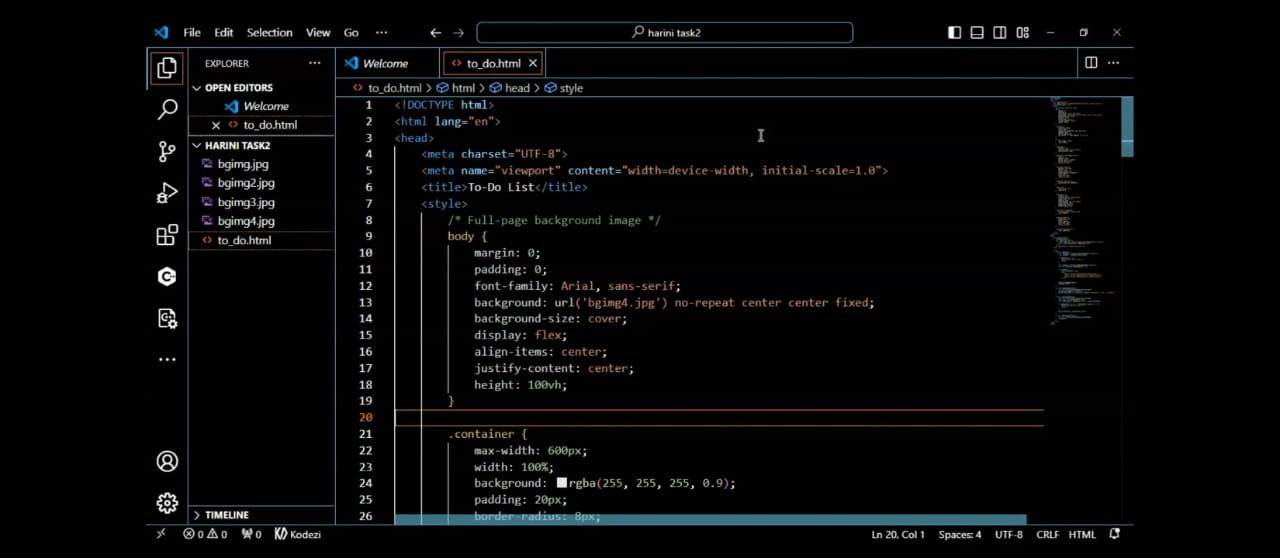 File Edit Selection View Go ··· harini task2
EXPLORER ···
OPEN EDITORS
Welcome
to_do.html
HARINI TASK2
bgimg.jpg
bgimg2.jpg
bgimg3.jpg
bgimg4.jpg
to_do.html
TIMELINE
Welcome to_do.html
to_do.html > html > head > style
1 <!DOCTYPE html>
2 <html lang="en">
3 <head>
4 <meta charset="UTF-8">
5 <meta name="viewport" content="width=device-width, initial-scale=1.0">
6 <title>To-Do List</title>
7 <style>
8 /* Full-page background image */
9 body {
10 margin: 0;
11 padding: 0;
12 font-family: Arial, sans-serif;
13 background: url('bgimg4.jpg') no-repeat center center fixed;
14 background-size: cover;
15 display: flex;
16 align-items: center;
17 justify-content: center;
18 height: 100vh;
19 }
20
21 .container {
22 max-width: 600px;
23 width: 100%;
24 background: rgba(255, 255, 255, 0.9);
25 padding: 20px;
26 border-radius: 8px;
0 0 0 Kodezi Ln 20, Col 1 Spaces: 4 UTF-8 CRLF HTML